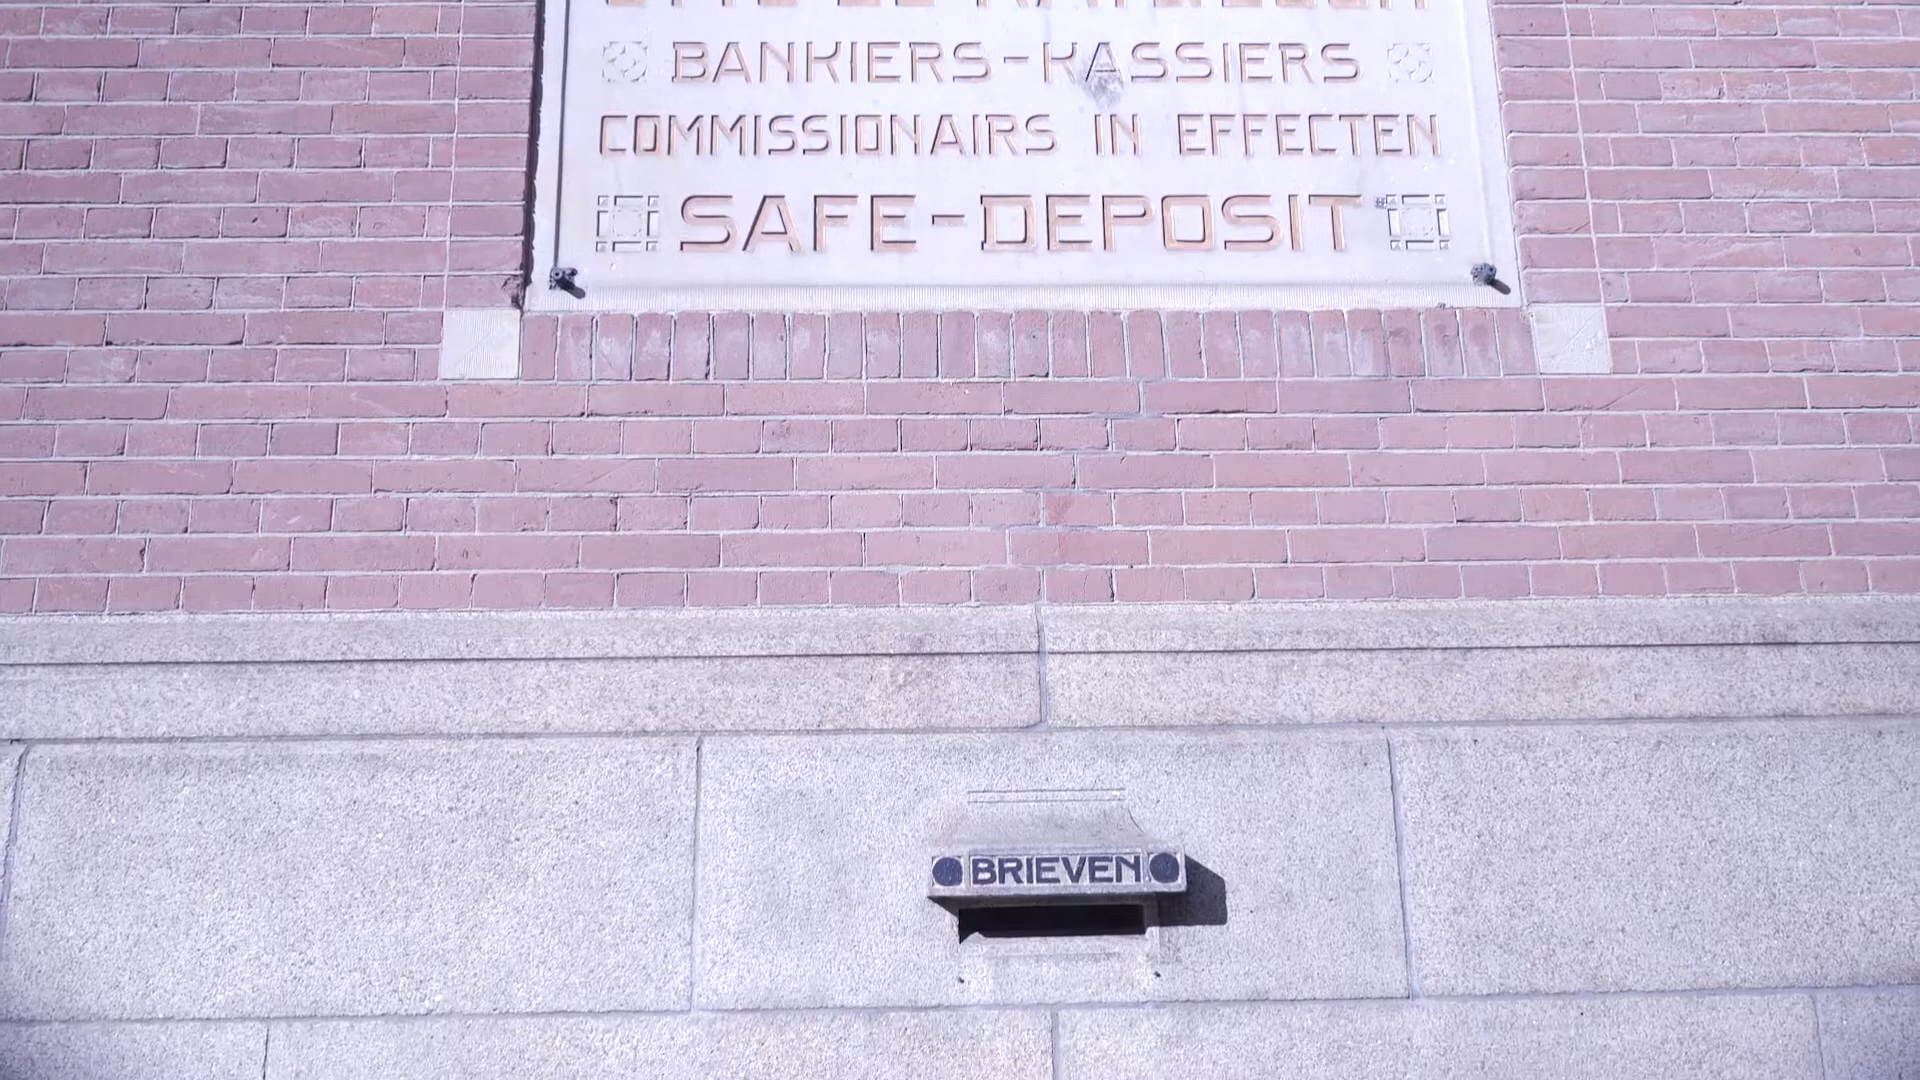 BANKIERS-KASSIERS
COMMISSIONAIRS IN EFFECTEN
SAFE-DEPOSIT
BRIEVEN